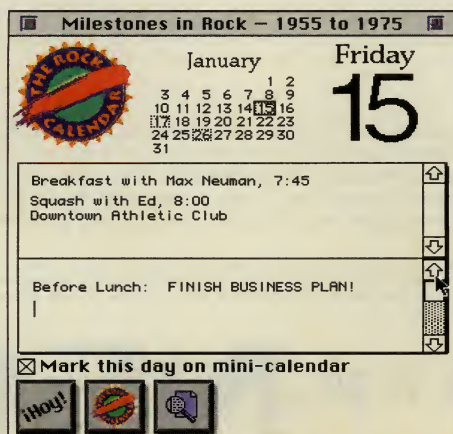 Milestones in Rock — 1955 to 1975
THE ROCK CALENDAR
January
1 2
3 4 5 6 7 8 9
10 11 12 13 14 15 16
17 18 19 20 21 22 23
24 25 26 27 28 29 30
31
Friday
15
Breakfast with Max Neuman, 7:45
Squash with Ed, 8:00
Downtown Athletic Club
Before Lunch: FINISH BUSINESS PLAN!
Mark this day on mini-calendar
¡Hoy!